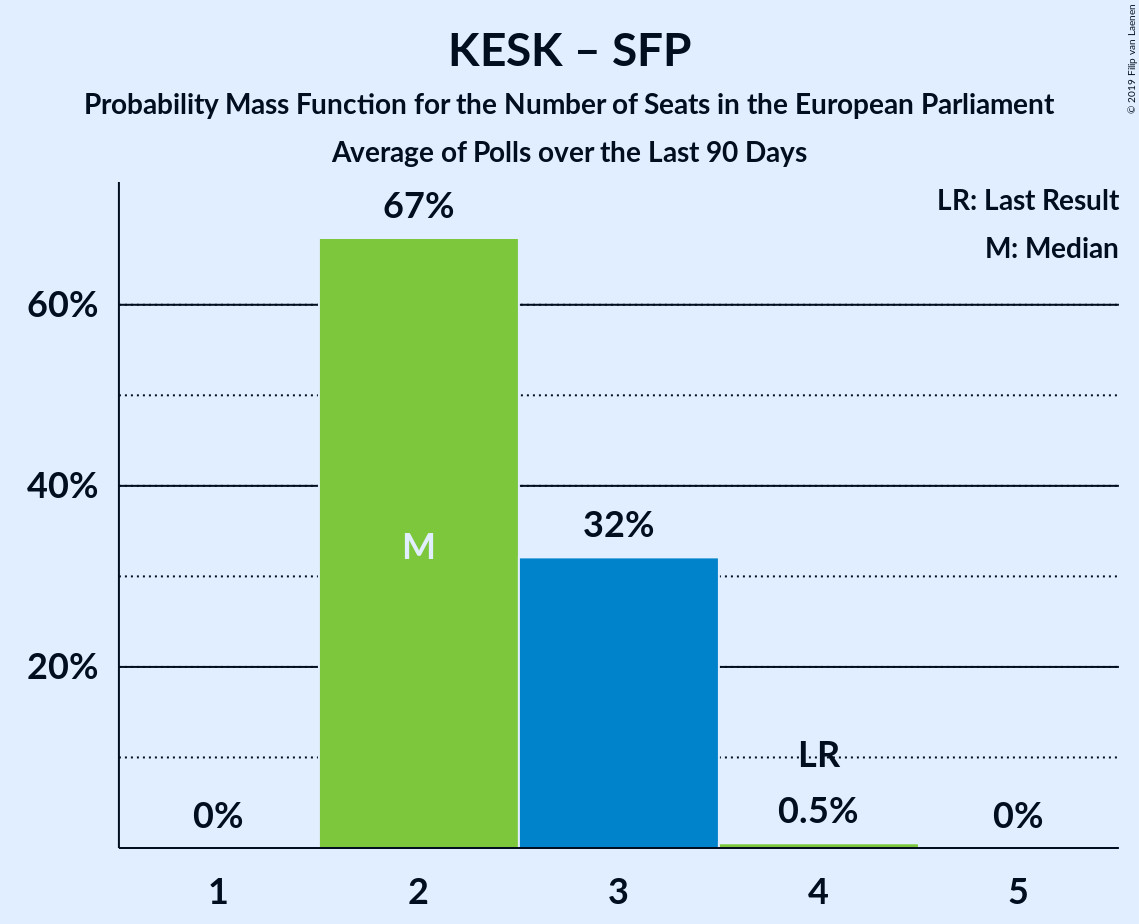 KESK – SFP
Probability Mass Function for the Number of Seats in the European Parliament
Average of Polls over the Last 90 Days
© 2019 Filip van Laenen
LR: Last Result
M: Median
67%
60%
40%
32%
M
20%
LR
0%
0.5%
0%
1 2 3 4 5